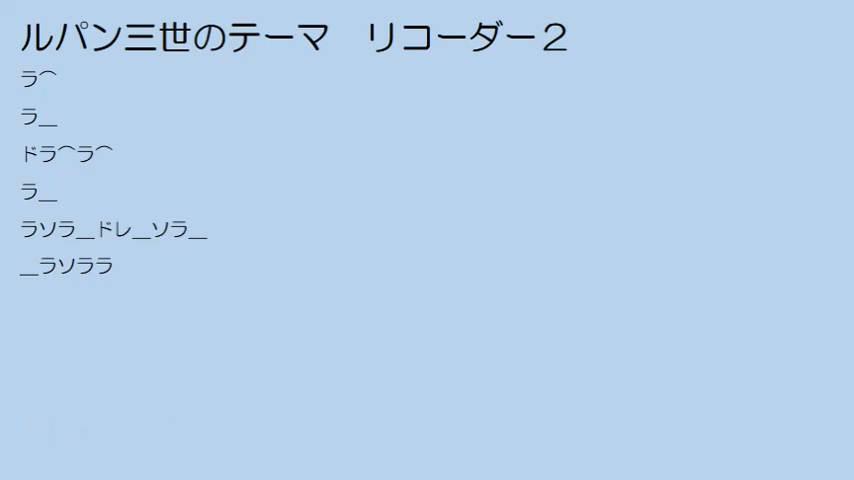 ルパン三世のテーマ　リコーダー２
ラ⌒
ラ＿
ドラ⌒ラ⌒
ラ＿
ラソラ＿ドレ＿ソラ＿
＿ラソララ